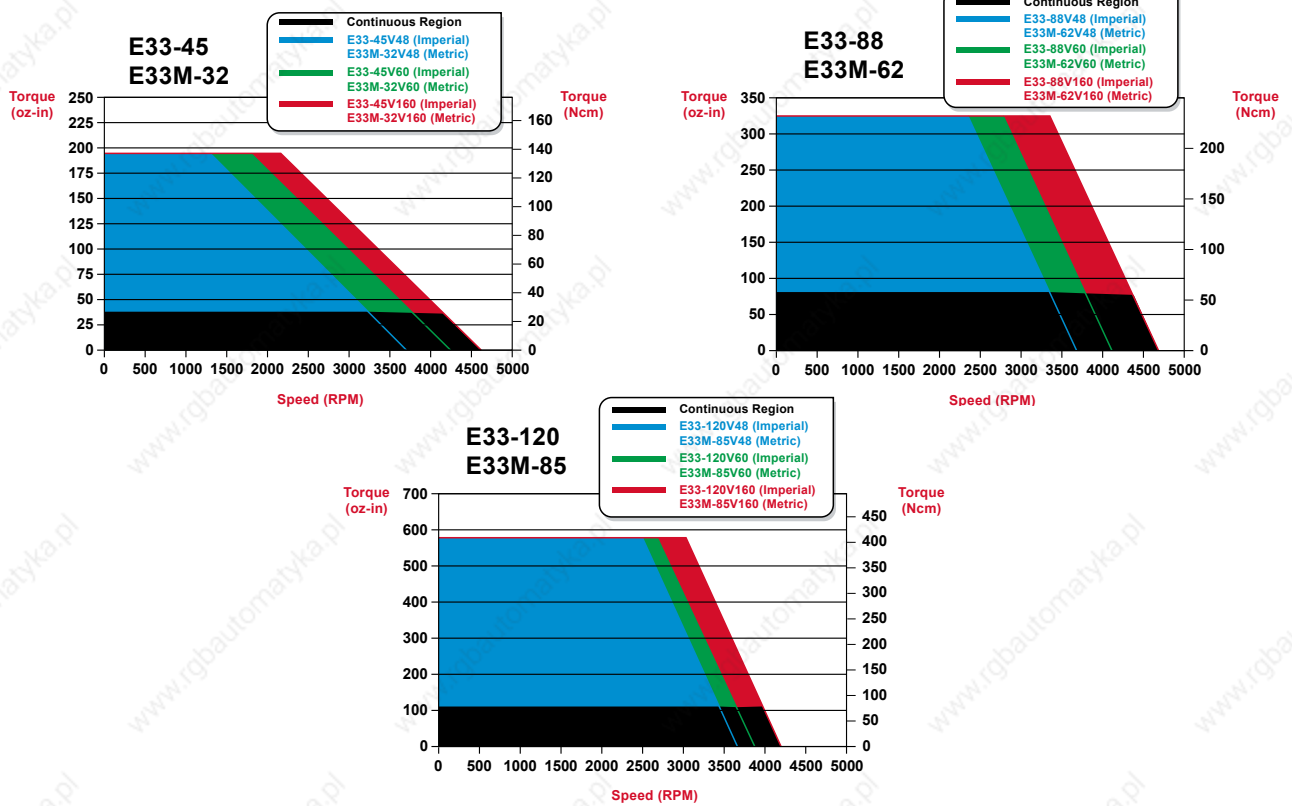 E33-45
E33M-32
Continuous Region
E33-45V48 (Imperial)
E33M-32V48 (Metric)
E33-45V60 (Imperial)
E33M-32V60 (Metric)
E33-45V160 (Imperial)
E33M-32V160 (Metric)
Torque
(oz-in)
Torque
(Ncm)
250
225
200
175
150
125
100
75
50
25
0
160
140
120
100
80
60
40
20
0
0 500 1000 1500 2000 2500 3000 3500 4000 4500 5000
Speed (RPM)
E33-88
E33M-62
Continuous Region
E33-88V48 (Imperial)
E33M-62V48 (Metric)
E33-88V60 (Imperial)
E33M-62V60 (Metric)
E33-88V160 (Imperial)
E33M-62V160 (Metric)
Torque
(oz-in)
Torque
(Ncm)
350
300
250
200
150
100
50
0
200
150
100
50
0
0 500 1000 1500 2000 2500 3000 3500 4000 4500 5000
Speed (RPM)
E33-120
E33M-85
Continuous Region
E33-120V48 (Imperial)
E33M-85V48 (Metric)
E33-120V60 (Imperial)
E33M-85V60 (Metric)
E33-120V160 (Imperial)
E33M-85V160 (Metric)
Torque
(oz-in)
Torque
(Ncm)
700
600
500
400
300
200
100
0
450
400
350
300
250
200
150
100
50
0
0 500 1000 1500 2000 2500 3000 3500 4000 4500 5000
Speed (RPM)
www.rgbautomatyka.pl